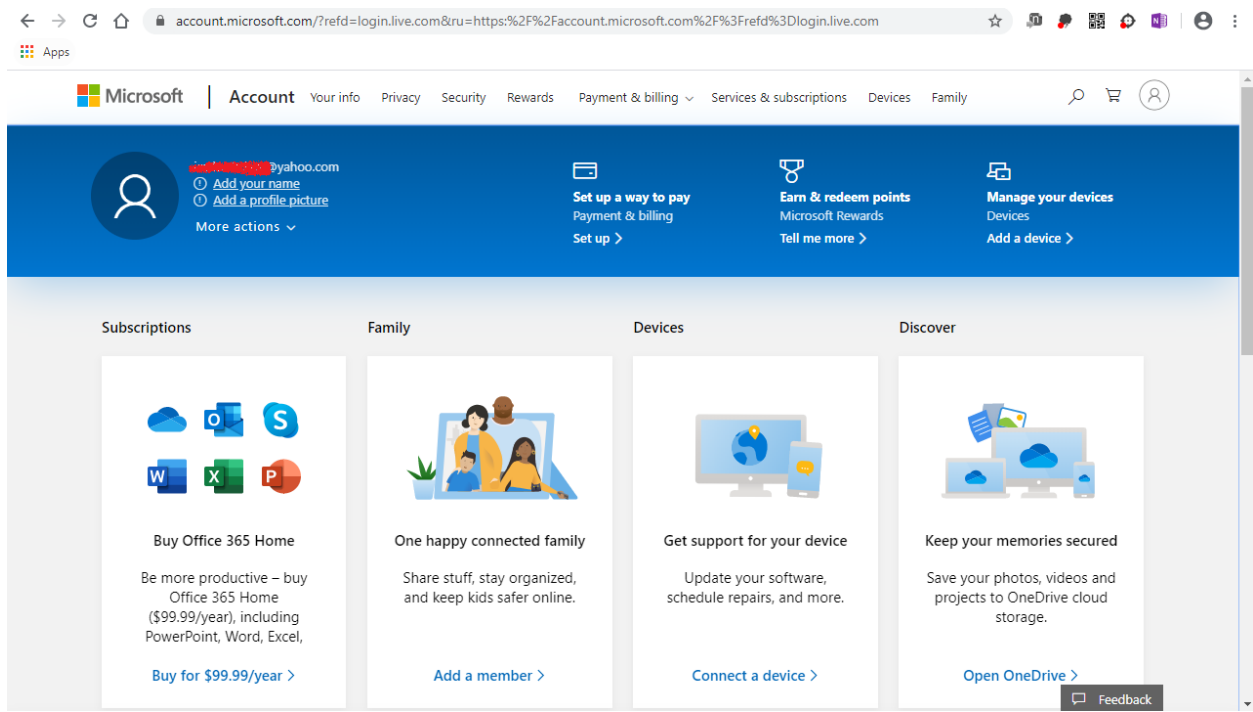 account.microsoft.com/?refd=login.live.com&ru=https:%2F%2Faccount.microsoft.com%2F%3Frefd%3Dlogin.live.com
Apps
Microsoft | Account Your info Privacy Security Rewards Payment & billing Services & subscriptions Devices Family
@yahoo.com
Add your name
Add a profile picture
More actions
Set up a way to pay
Payment & billing
Set up >
Earn & redeem points
Microsoft Rewards
Tell me more >
Manage your devices
Devices
Add a device >
Subscriptions
Buy Office 365 Home
Be more productive – buy
Office 365 Home
($99.99/year), including
PowerPoint, Word, Excel,
Buy for $99.99/year >
Family
One happy connected family
Share stuff, stay organized,
and keep kids safer online.
Add a member >
Devices
Get support for your device
Update your software,
schedule repairs, and more.
Connect a device >
Discover
Keep your memories secured
Save your photos, videos and
projects to OneDrive cloud
storage.
Open OneDrive >
Feedback